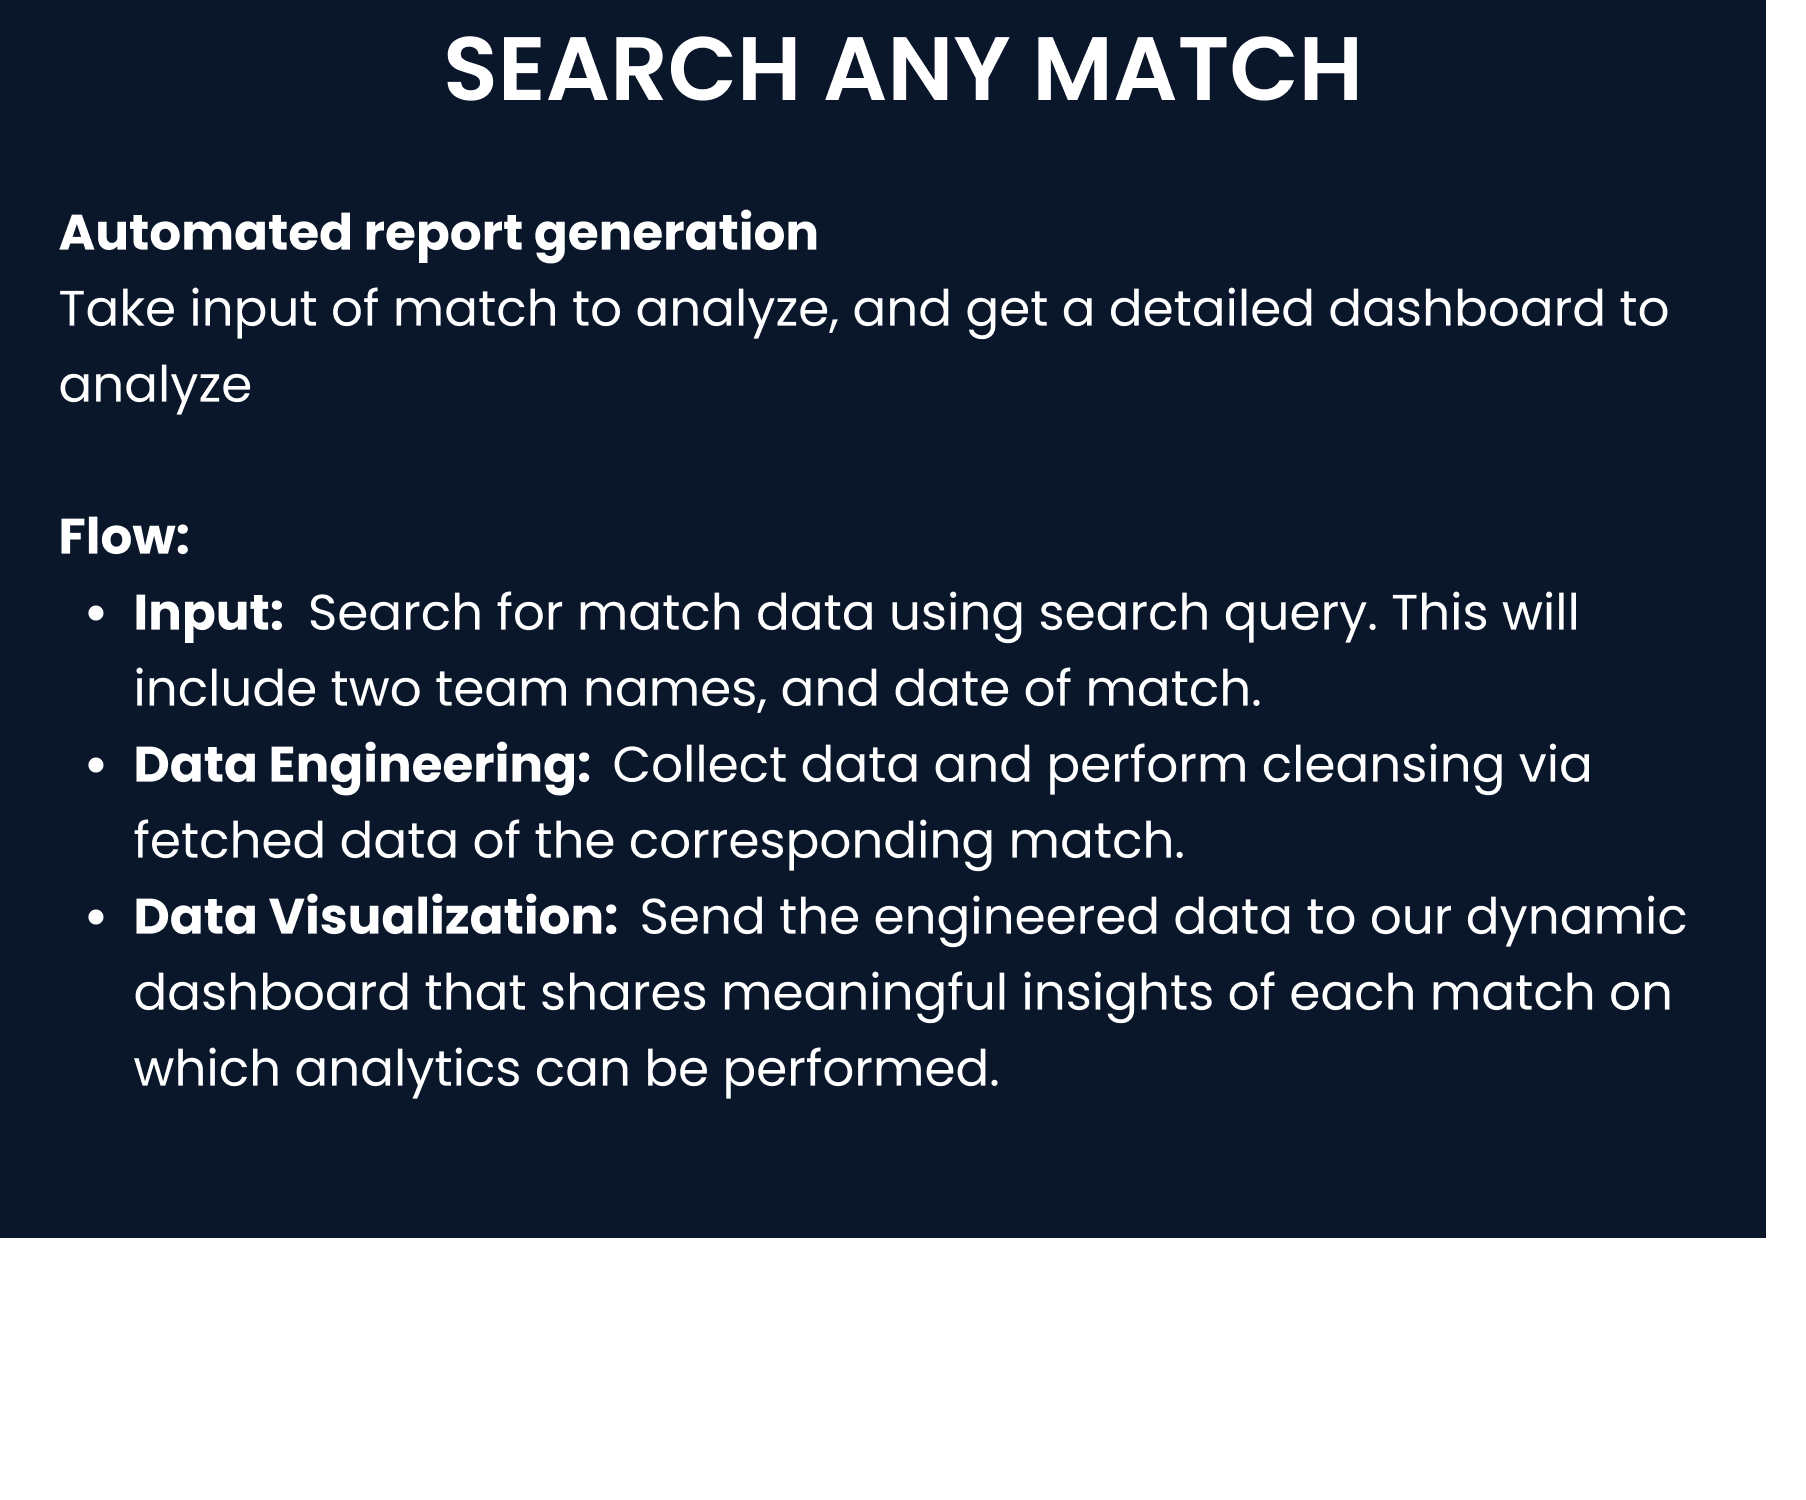 SEARCH ANY MATCH
Automated report generation
Take input of match to analyze, and get a detailed dashboard to
analyze
Flow:
• Input: Search for match data using search query. This will
include two team names, and date of match.
• Data Engineering: Collect data and perform cleansing via
fetched data of the corresponding match.
• Data Visualization: Send the engineered data to our dynamic
dashboard that shares meaningful insights of each match on
which analytics can be performed.